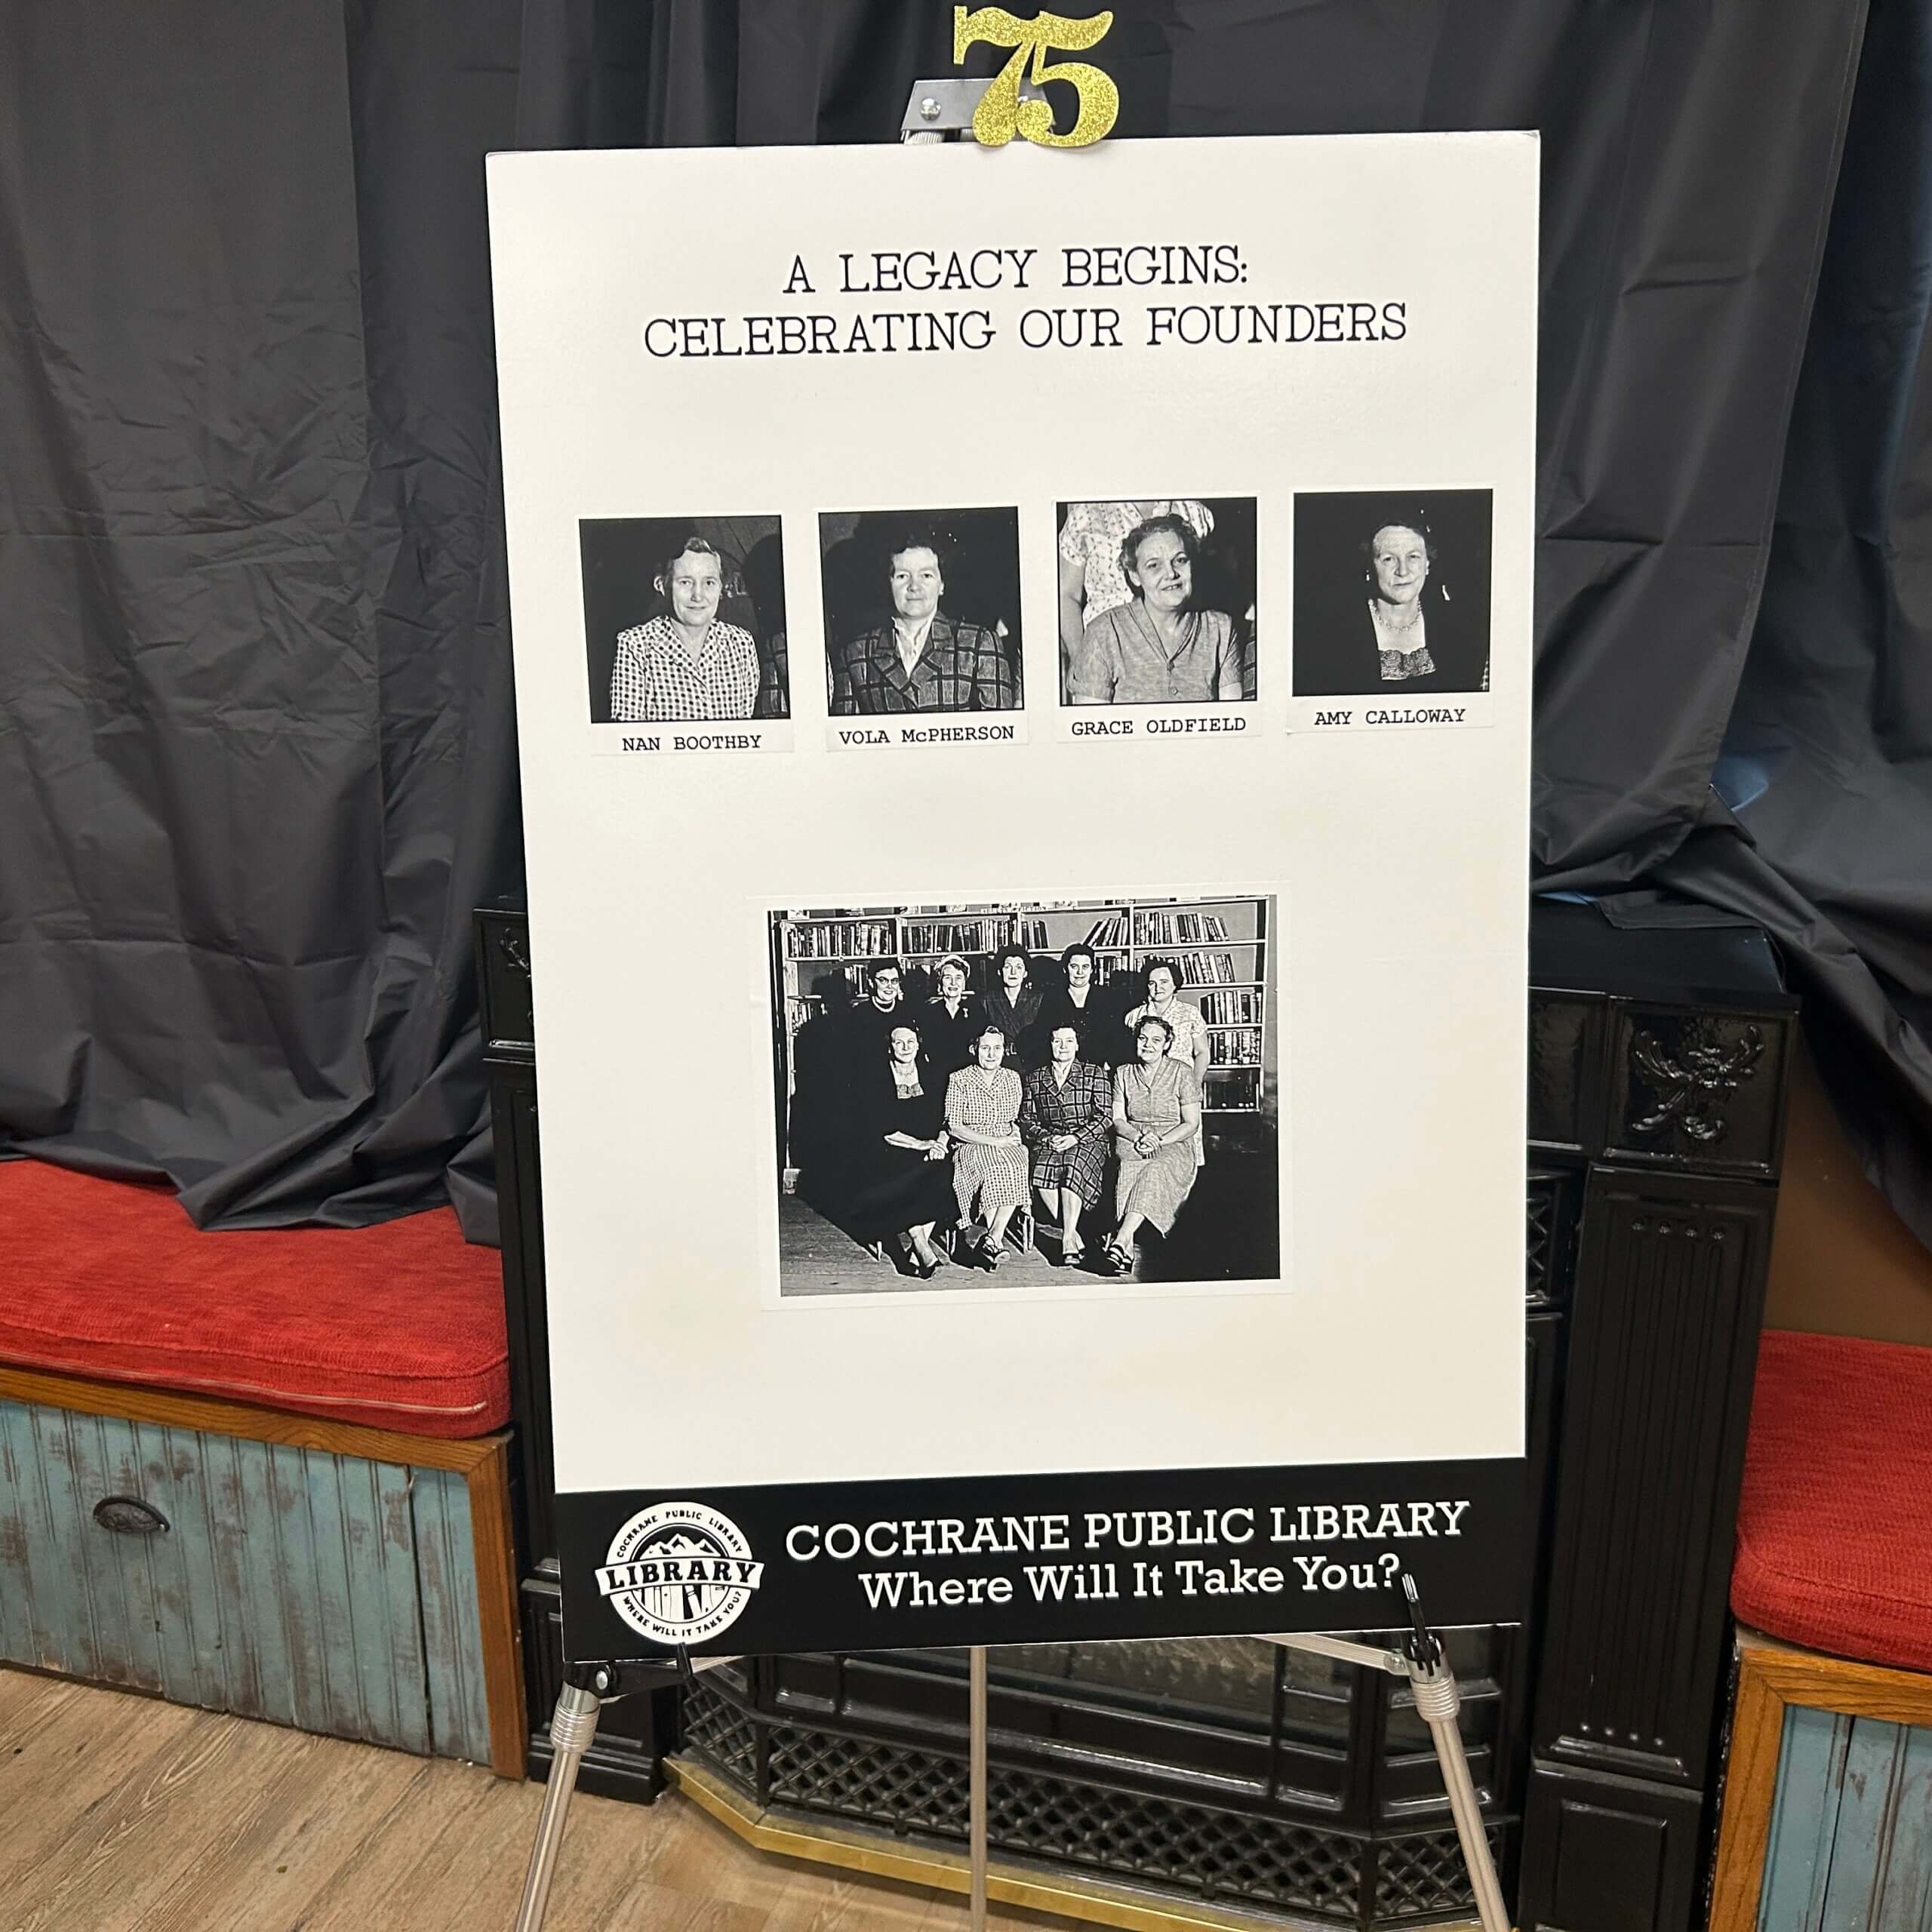 75
A LEGACY BEGINS:
CELEBRATING OUR FOUNDERS
NAN BOOTHBY
VOLA McPHERSON
GRACE OLDFIELD
AMY CALLOWAY
COCHRANE PUBLIC LIBRARY
LIBRARY
WHERE WILL IT TAKE YOU?
COCHRANE PUBLIC LIBRARY
Where Will It Take You?